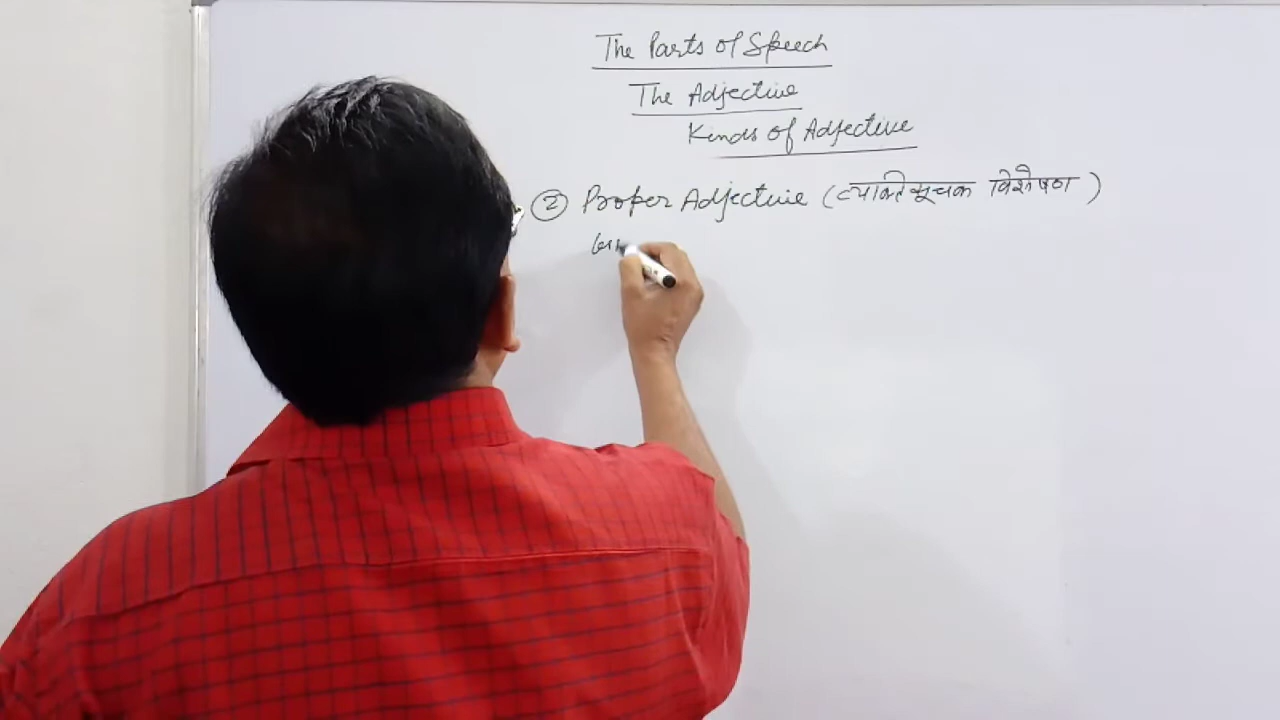 The Parts of Speech
The Adjective
Kinds of Adjective
② Proper Adjective (व्यक्तिसूचक विशेषण)